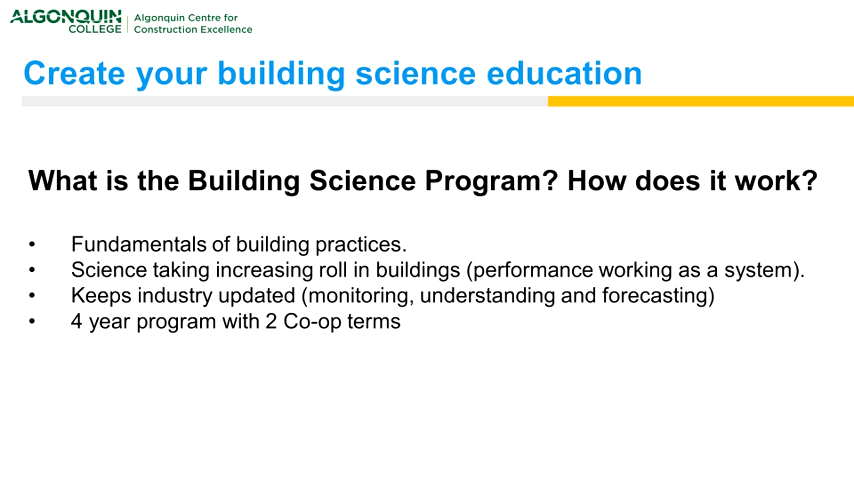 ALGONQUIN
COLLEGE
Algonquin Centre for
Construction Excellence
Create your building science education
What is the Building Science Program? How does it work?
• Fundamentals of building practices.
• Science taking increasing roll in buildings (performance working as a system).
• Keeps industry updated (monitoring, understanding and forecasting)
• 4 year program with 2 Co-op terms